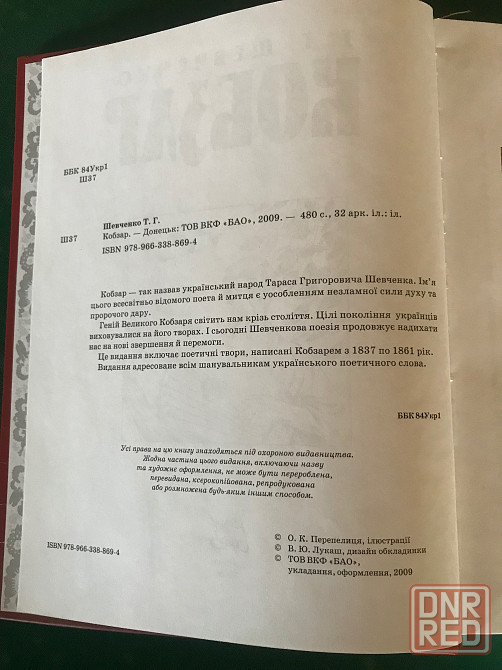 ББК 84Укр1
Ш37
Шевченко Т. Г.
Ш37 Кобзар. — Донецьк: ТОВ ВКФ «БАО», 2009. — 480 с., 32 арк. іл.: іл.
ISBN 978-966-338-869-4
Кобзар — так назвав український народ Тараса Григоровича Шевченка. Ім'я
цього всесвітньо відомого поета й митця є уособленням незламної сили духу та
пророчого дару.
Геній Великого Кобзаря світить нам крізь століття. Цілі покоління українців
виховувалися на його творах. І сьогодні Шевченкова поезія продовжує надихати
нас на нові звершення й перемоги.
Це видання включає поетичні твори, написані Кобзарем з 1837 по 1861 рік.
Видання адресоване всім шанувальникам українського поетичного слова.
ББК 84Укр1
Усі права на цю книгу знаходяться під охороною видавництва.
Жодна частина цього видання, включаючи назву
та художнє оформлення, не може бути перероблена,
перевидана, ксерокопійована, репродукована
або розмножена будь-яким іншим способом.
ISBN 978-966-338-869-4
© О. К. Перепелиця, ілюстрації
© В. Ю. Лукаш, дизайн обкладинки
© ТОВ ВКФ «БАО»,
укладання, оформлення, 2009
DNR
RED